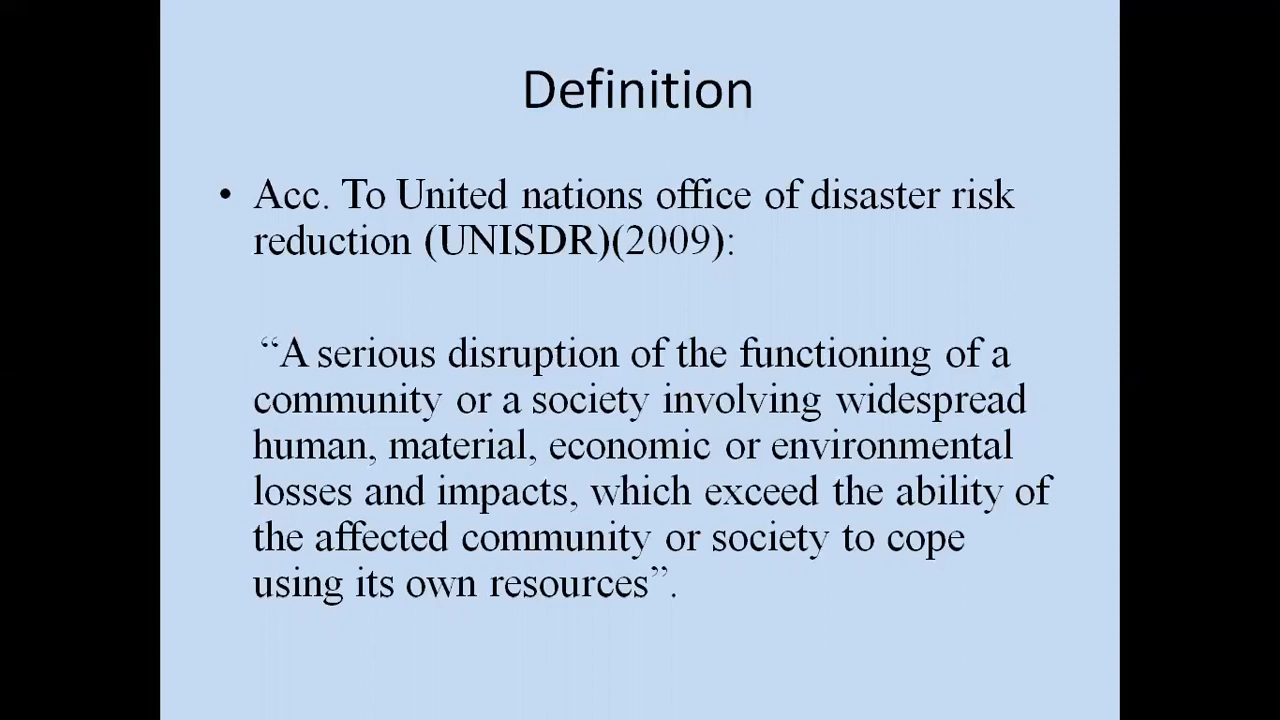 Definition
• Acc. To United nations office of disaster risk
reduction (UNISDR)(2009):
“A serious disruption of the functioning of a
community or a society involving widespread
human, material, economic or environmental
losses and impacts, which exceed the ability of
the affected community or society to cope
using its own resources”.